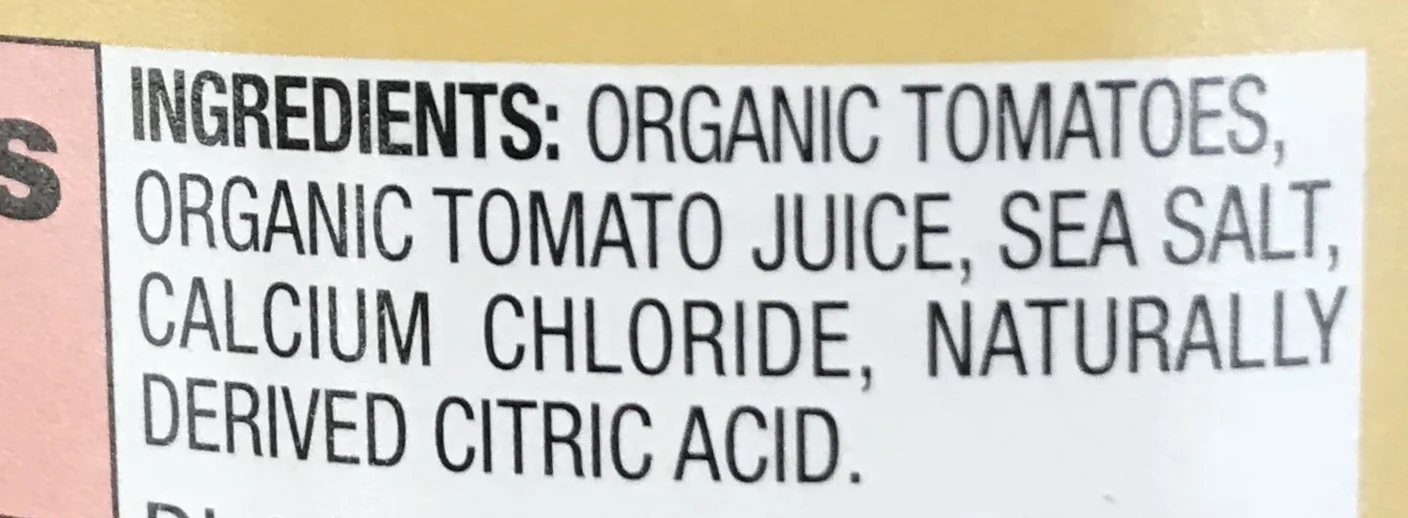 S
INGREDIENTS: ORGANIC TOMATOES,
ORGANIC TOMATO JUICE, SEA SALT,
CALCIUM CHLORIDE, NATURALLY
DERIVED CITRIC ACID.